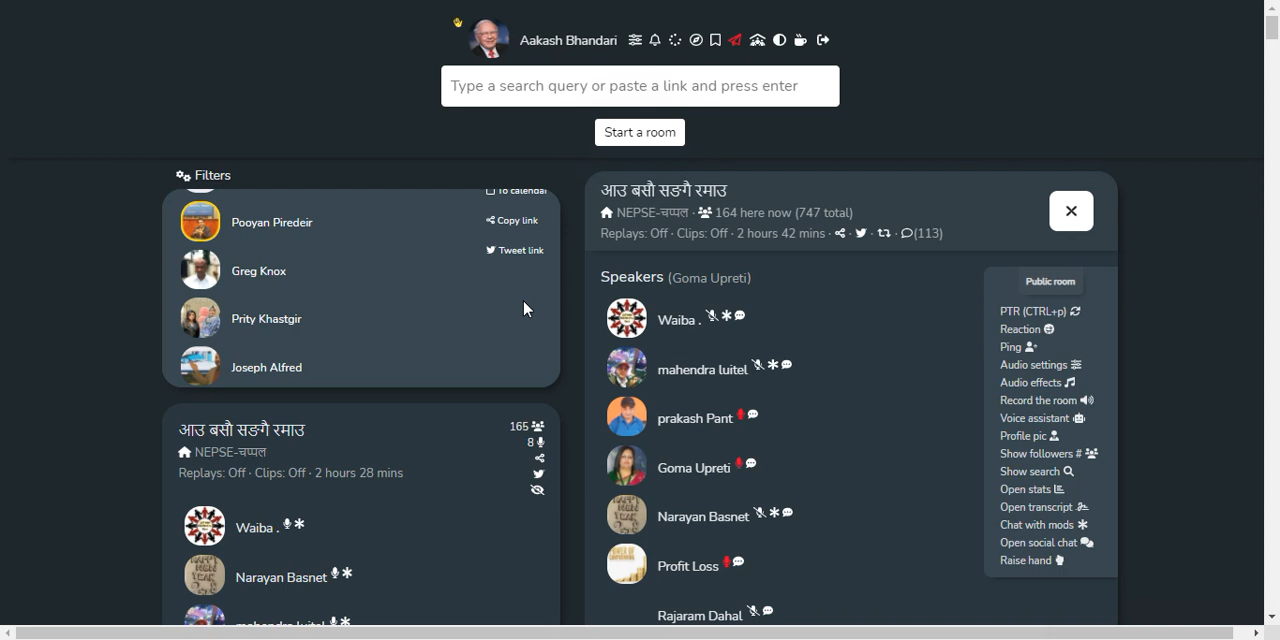 Aakash Bhandari
Type a search query or paste a link and press enter
Start a room
Filters
To calendar
Pooyan Piredeir
Copy link
Tweet link
Greg Knox
Prity Khastgir
Joseph Alfred
आउ बसौ सङगै रमाउ
165
NEPSE-चप्पल
8
Replays: Off · Clips: Off · 2 hours 28 mins
Waiba .
Narayan Basnet
mahendra luitel
आउ बसौ सङगै रमाउ
NEPSE-चप्पल · 164 here now (747 total)
Replays: Off · Clips: Off · 2 hours 42 mins · · · · (113)
Speakers (Goma Upreti)
Waiba .
mahendra luitel
prakash Pant
Goma Upreti
Narayan Basnet
Profit Loss
Rajaram Dahal
Public room
PTR (CTRL+p)
Reaction
Ping
Audio settings
Audio effects
Record the room
Voice assistant
Profile pic
Show followers #
Show search
Open stats
Open transcript
Chat with mods
Open social chat
Raise hand